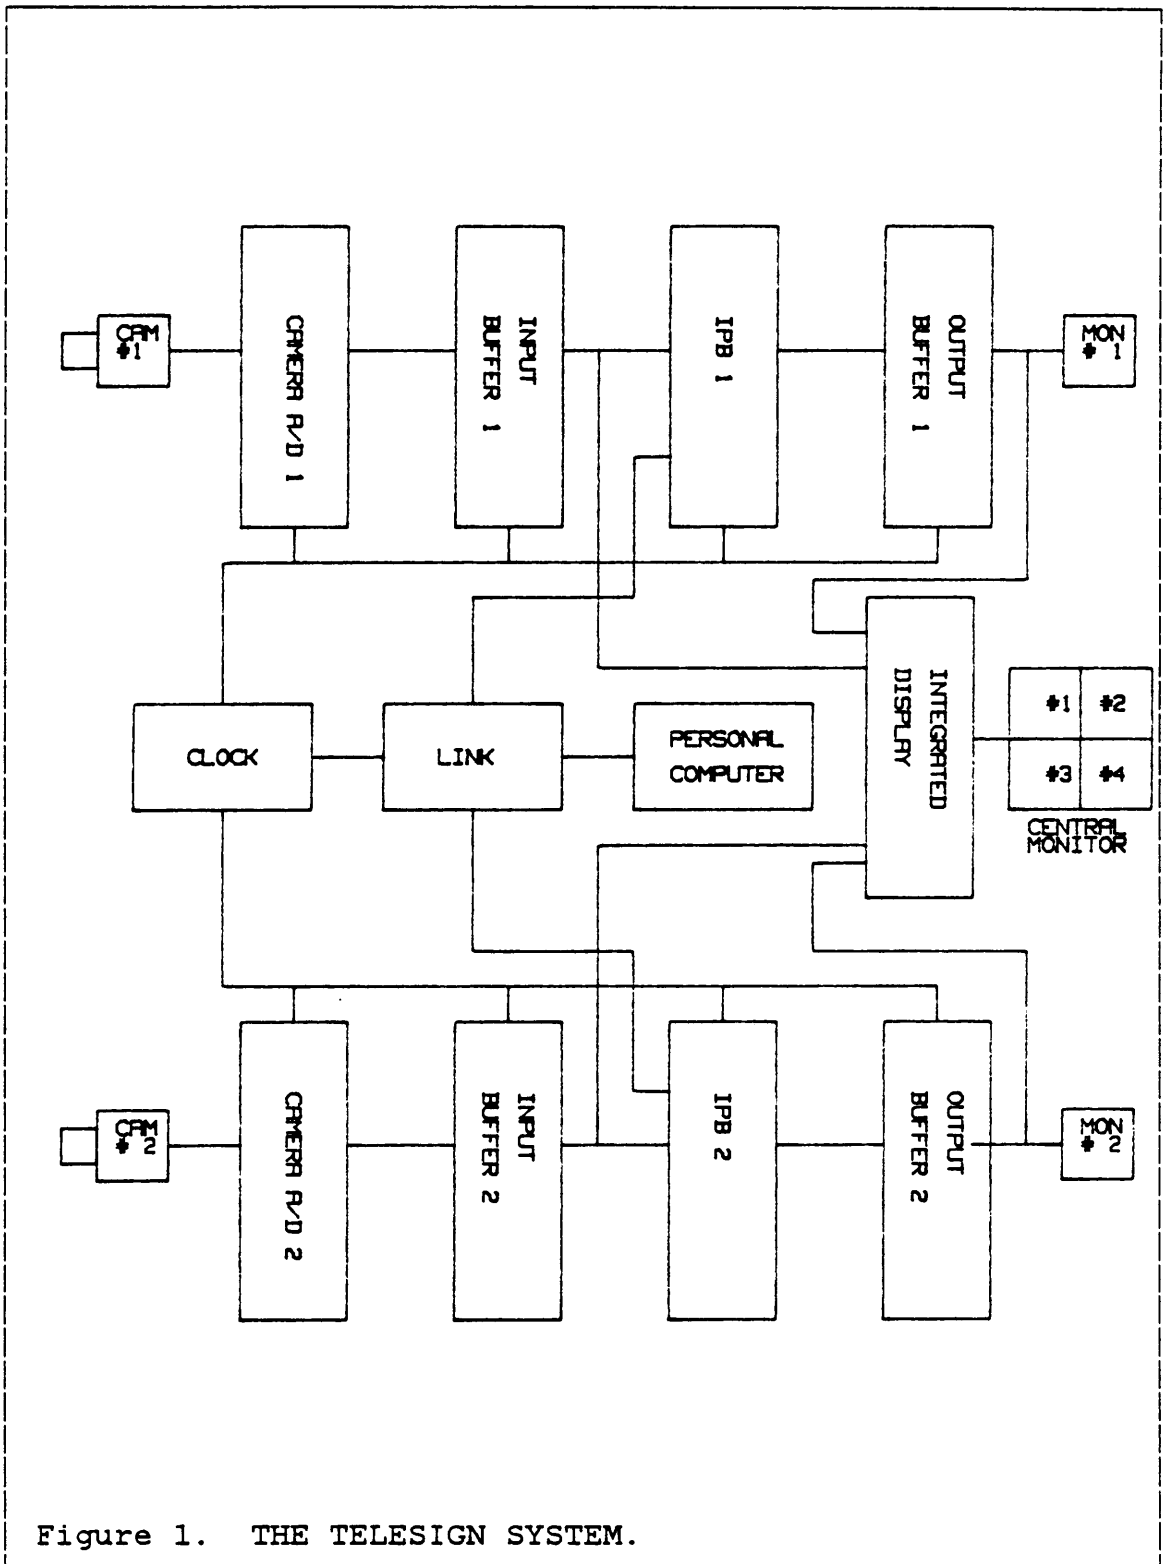 CAM
#1
CAMERA A/D 1
INPUT
BUFFER 1
IPB 1
OUTPUT
BUFFER 1
MON
# 1
CLOCK
LINK
PERSONAL
COMPUTER
INTEGRATED
DISPLAY
#1 #2
#3 #4
CENTRAL
MONITOR
CAM
# 2
CAMERA A/D 2
INPUT
BUFFER 2
IPB 2
OUTPUT
BUFFER 2
MON
# 2
Figure 1. THE TELESIGN SYSTEM.